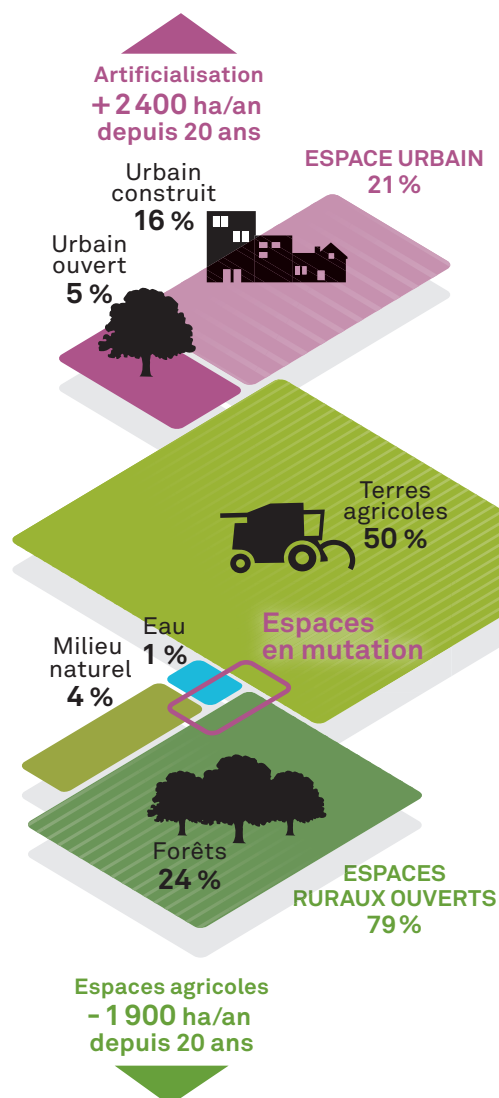 Artificialisation
+ 2 400 ha/an
depuis 20 ans
ESPACE URBAIN
21 %
Urbain
construit
16 %
Urbain
ouvert
5 %
Terres
agricoles
50 %
Espaces
en mutation
Eau
1 %
Milieu
naturel
4 %
Forêts
24 %
ESPACES
RURAUX OUVERTS
79 %
Espaces agricoles
- 1 900 ha/an
depuis 20 ans